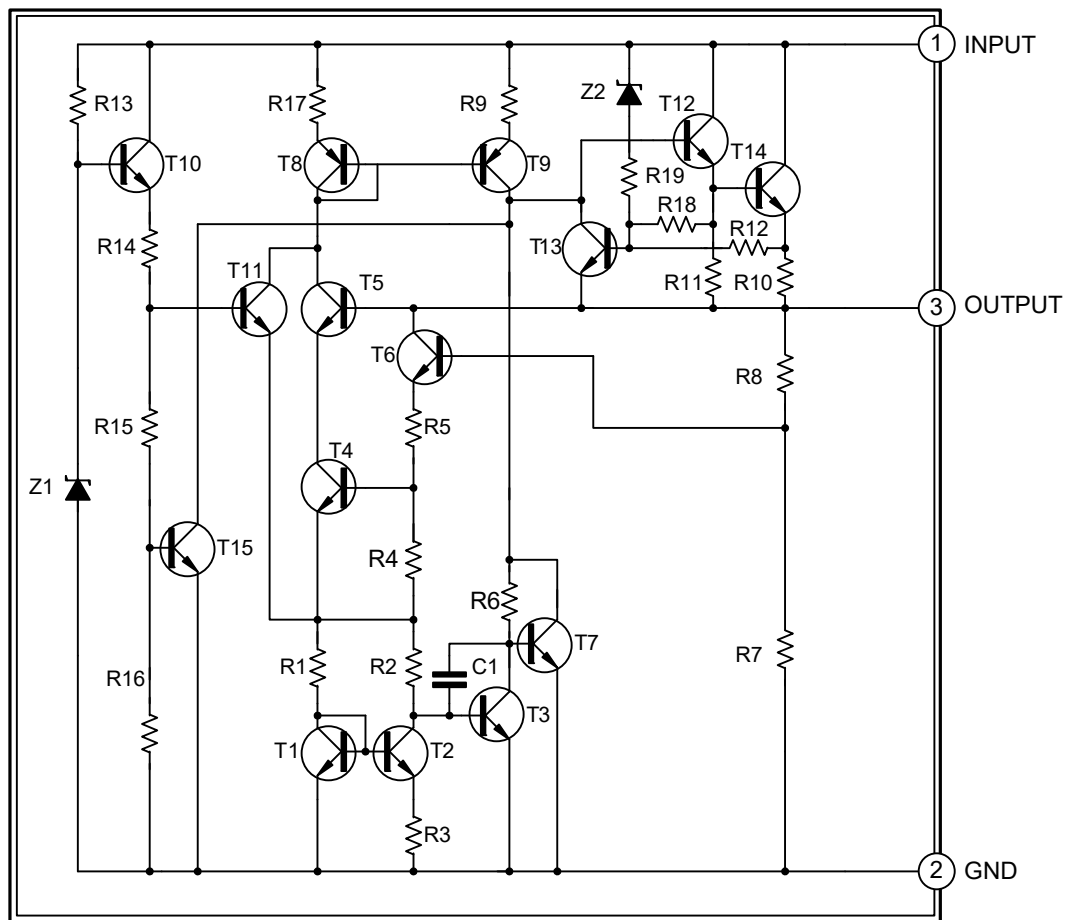 1 INPUT
R13
R17
R9
Z2
T12
T10
T8
T9
T14
R19
R18
R12
R14
T13
T11
T5
R11
R10
3 OUTPUT
T6
R8
R15
R5
T4
Z1
T15
R4
R6
T7
R1
R2
C1
R7
R16
T3
T1
T2
R3
2 GND